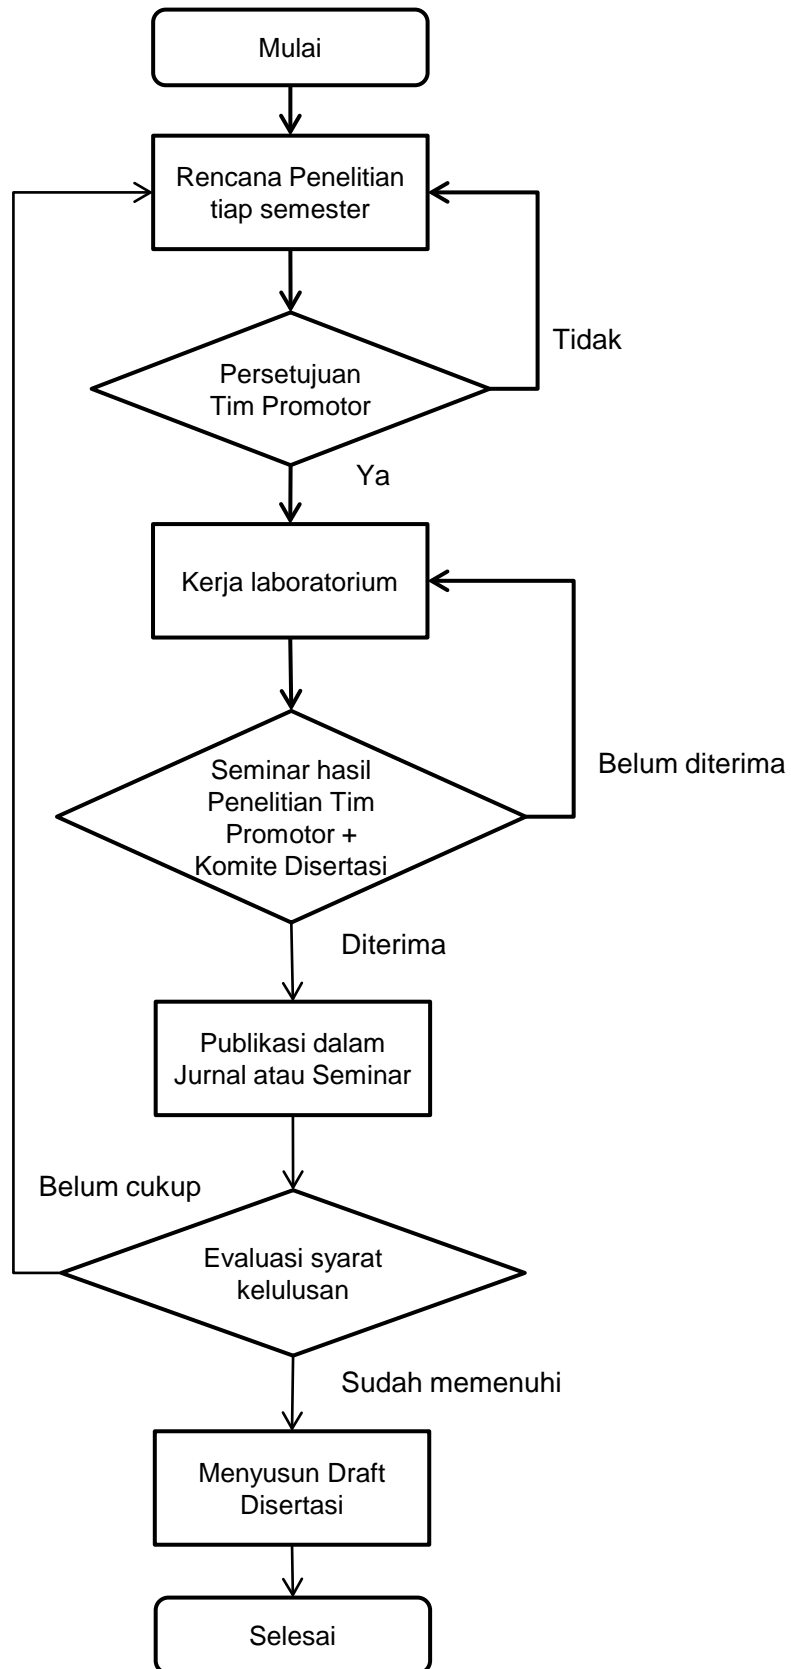 Mulai
Rencana Penelitian
tiap semester
Tidak
Persetujuan
Tim Promotor
Ya
Kerja laboratorium
Belum diterima
Seminar hasil
Penelitian Tim
Promotor +
Komite Disertasi
Diterima
Publikasi dalam
Jurnal atau Seminar
Belum cukup
Evaluasi syarat
kelulusan
Sudah memenuhi
Menyusun Draft
Disertasi
Selesai